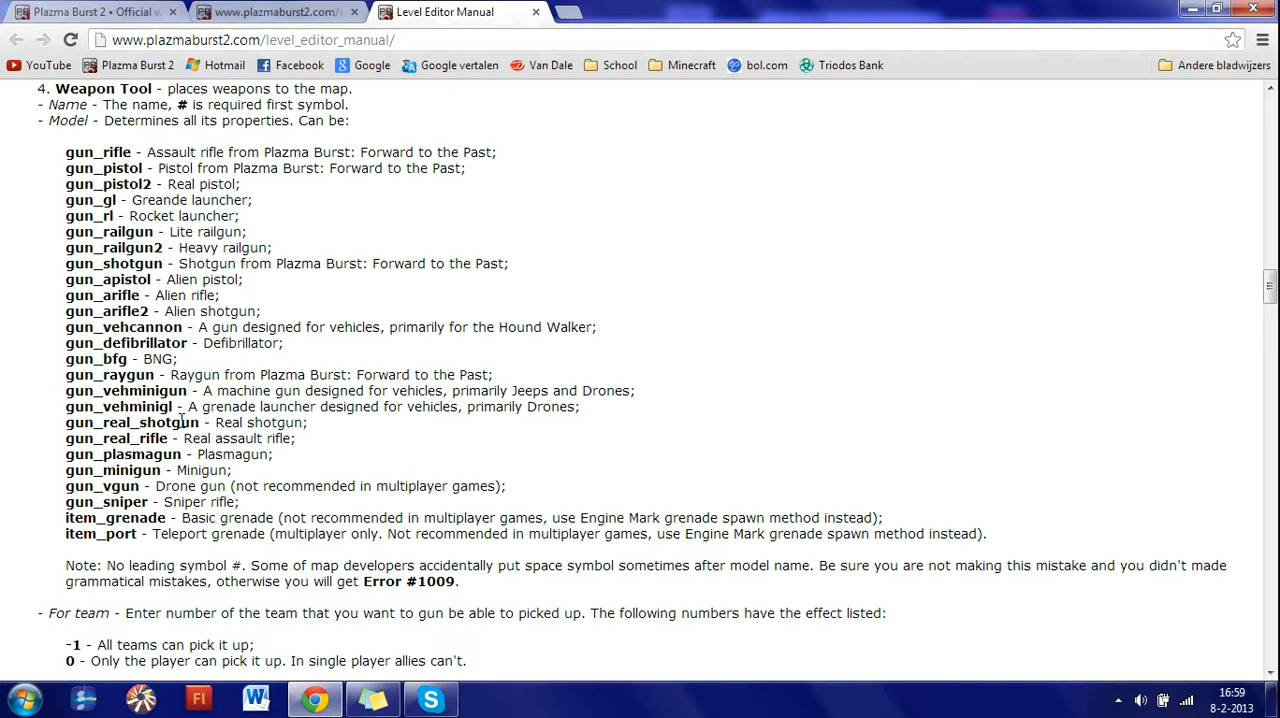 Plazma Burst 2 • Official w
www.plazmaburst2.com/
Level Editor Manual
www.plazmaburst2.com/level_editor_manual/
YouTube Plazma Burst 2 Hotmail Facebook Google Google vertalen Van Dale School Minecraft bol.com Triodos Bank Andere bladwijzers
4. Weapon Tool - places weapons to the map.
- Name - The name, # is required first symbol.
- Model - Determines all its properties. Can be:
gun_rifle - Assault rifle from Plazma Burst: Forward to the Past;
gun_pistol - Pistol from Plazma Burst: Forward to the Past;
gun_pistol2 - Real pistol;
gun_gl - Greande launcher;
gun_rl - Rocket launcher;
gun_railgun - Lite railgun;
gun_railgun2 - Heavy railgun;
gun_shotgun - Shotgun from Plazma Burst: Forward to the Past;
gun_apistol - Alien pistol;
gun_arifle - Alien rifle;
gun_arifle2 - Alien shotgun;
gun_vehcannon - A gun designed for vehicles, primarily for the Hound Walker;
gun_defibrillator - Defibrillator;
gun_bfg - BNG;
gun_raygun - Raygun from Plazma Burst: Forward to the Past;
gun_vehminigun - A machine gun designed for vehicles, primarily Jeeps and Drones;
gun_vehminigl - A grenade launcher designed for vehicles, primarily Drones;
gun_real_shotgun - Real shotgun;
gun_real_rifle - Real assault rifle;
gun_plasmagun - Plasmagun;
gun_minigun - Minigun;
gun_vgun - Drone gun (not recommended in multiplayer games);
gun_sniper - Sniper rifle;
item_grenade - Basic grenade (not recommended in multiplayer games, use Engine Mark grenade spawn method instead);
item_port - Teleport grenade (multiplayer only. Not recommended in multiplayer games, use Engine Mark grenade spawn method instead).
Note: No leading symbol #. Some of map developers accidentally put space symbol sometimes after model name. Be sure you are not making this mistake and you didn't made
grammatical mistakes, otherwise you will get Error #1009.
- For team - Enter number of the team that you want to gun be able to picked up. The following numbers have the effect listed:
-1 - All teams can pick it up;
0 - Only the player can pick it up. In single player allies can't.
16:59
8-2-2013